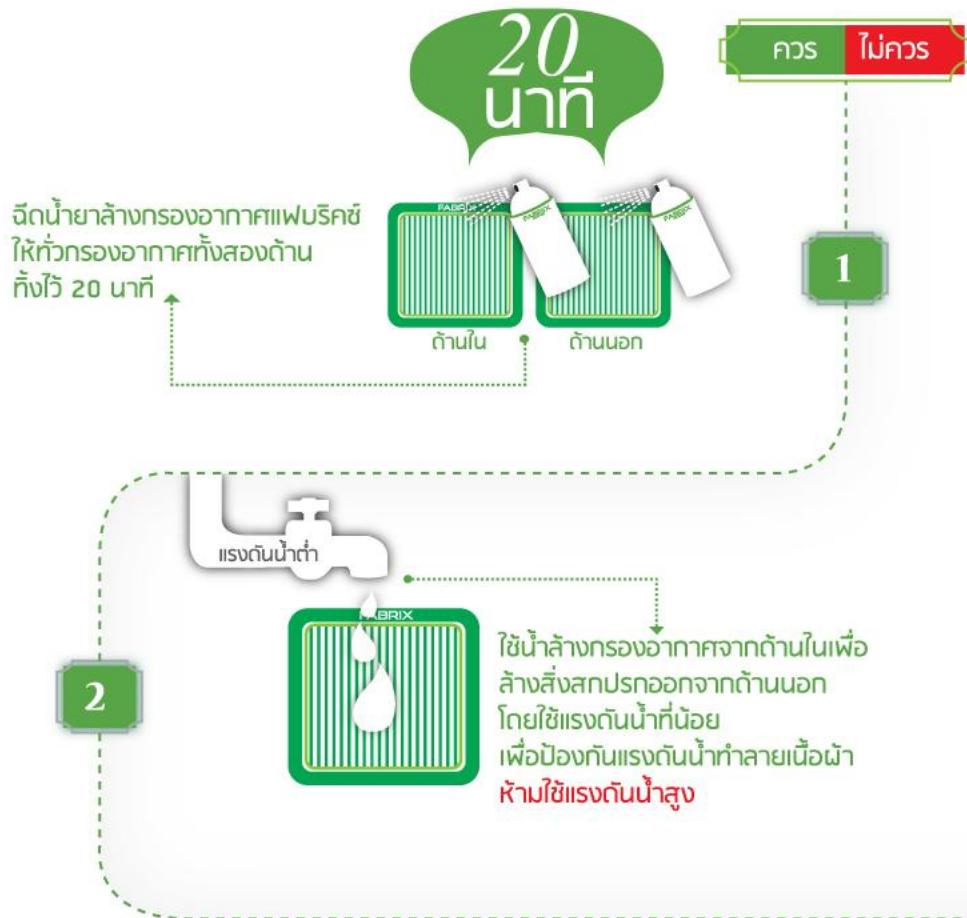 20
นาที
ควร ไม่ควร
ฉีดน้ำยาล้างกรองอากาศแฟบริคซ์
ให้ทั่วกรองอากาศทั้งสองด้าน
ทิ้งไว้ 20 นาที
FABRIX
FABRIX
FABRIX
ด้านใน
ด้านนอก
1
แรงดันน้ำต่ำ
FABRIX
2
ใช้น้ำล้างกรองอากาศจากด้านในเพื่อ
ล้างสิ่งสกปรกออกจากด้านนอก
โดยใช้แรงดันน้ำที่น้อย
เพื่อป้องกันแรงดันน้ำทำลายเนื้อผ้า
ห้ามใช้แรงดันน้ำสูง